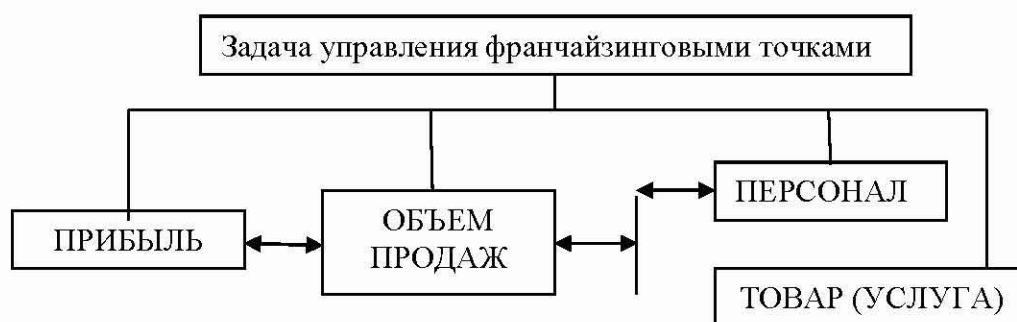 Задача управления франчайзинговыми точками
ПЕРСОНАЛ
ПРИБЫЛЬ
ОБЪЕМ
ПРОДАЖ
ТОВАР (УСЛУГА)